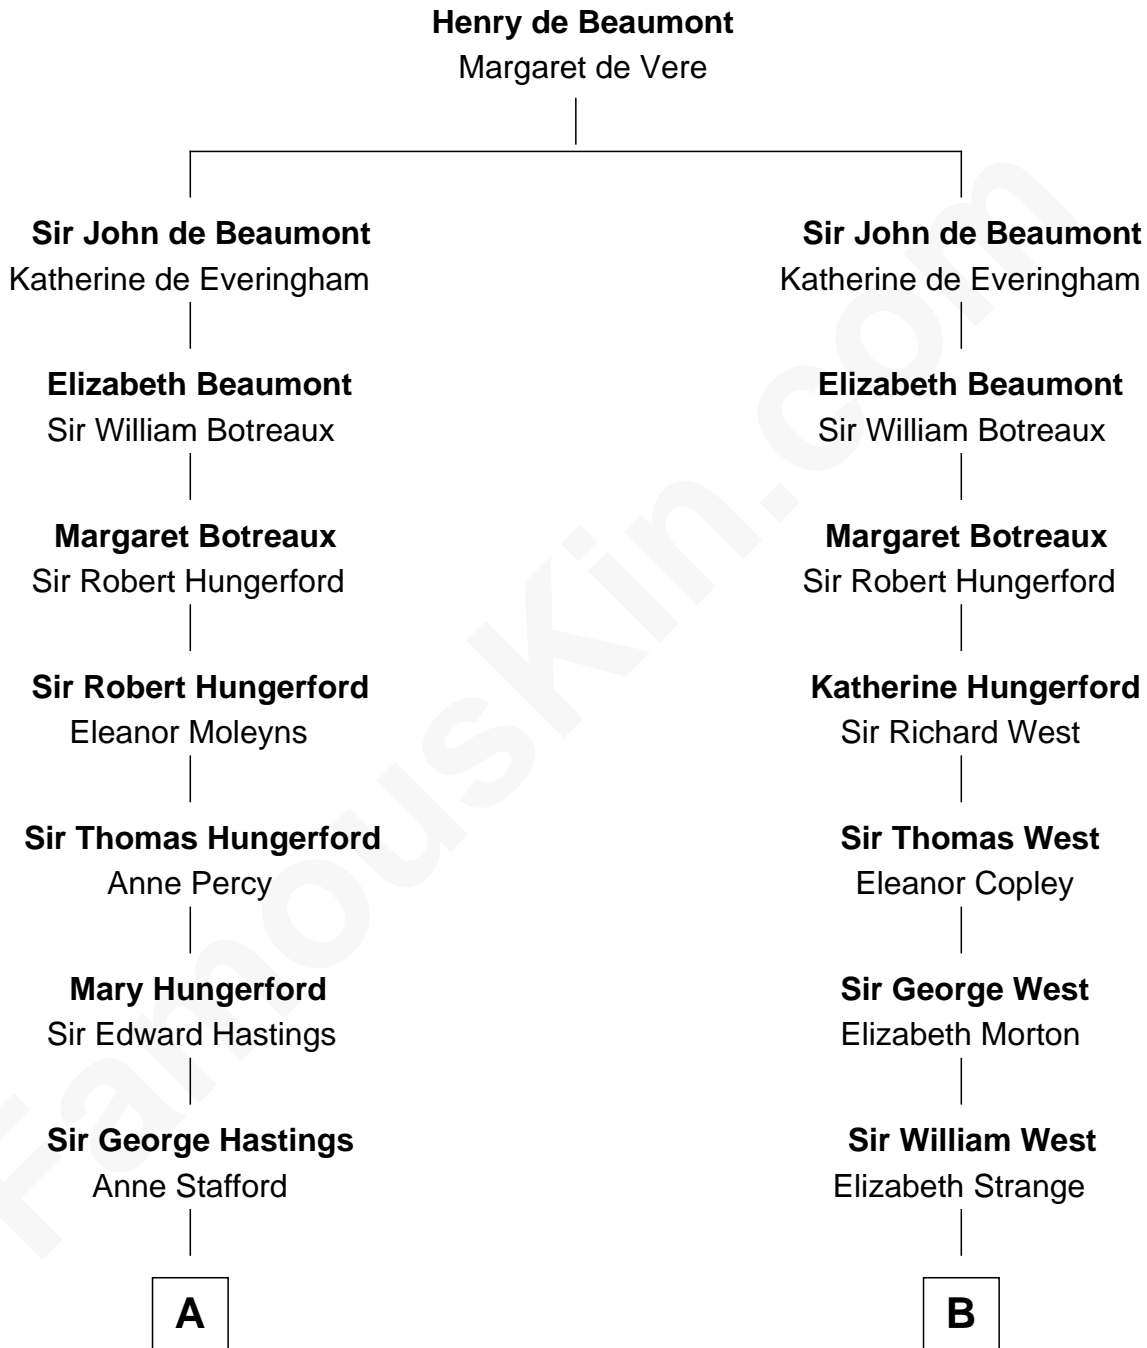 Henry de Beaumont
Margaret de Vere
Sir John de Beaumont
Katherine de Everingham
Elizabeth Beaumont
Sir William Botreaux
Margaret Botreaux
Sir Robert Hungerford
Sir Robert Hungerford
Eleanor Moleyns
Sir Thomas Hungerford
Anne Percy
Mary Hungerford
Sir Edward Hastings
Sir George Hastings
Anne Stafford
A
Sir John de Beaumont
Katherine de Everingham
Elizabeth Beaumont
Sir William Botreaux
Margaret Botreaux
Sir Robert Hungerford
Katherine Hungerford
Sir Richard West
Sir Thomas West
Eleanor Copley
Sir George West
Elizabeth Morton
Sir William West
Elizabeth Strange
B
FamousKin.com